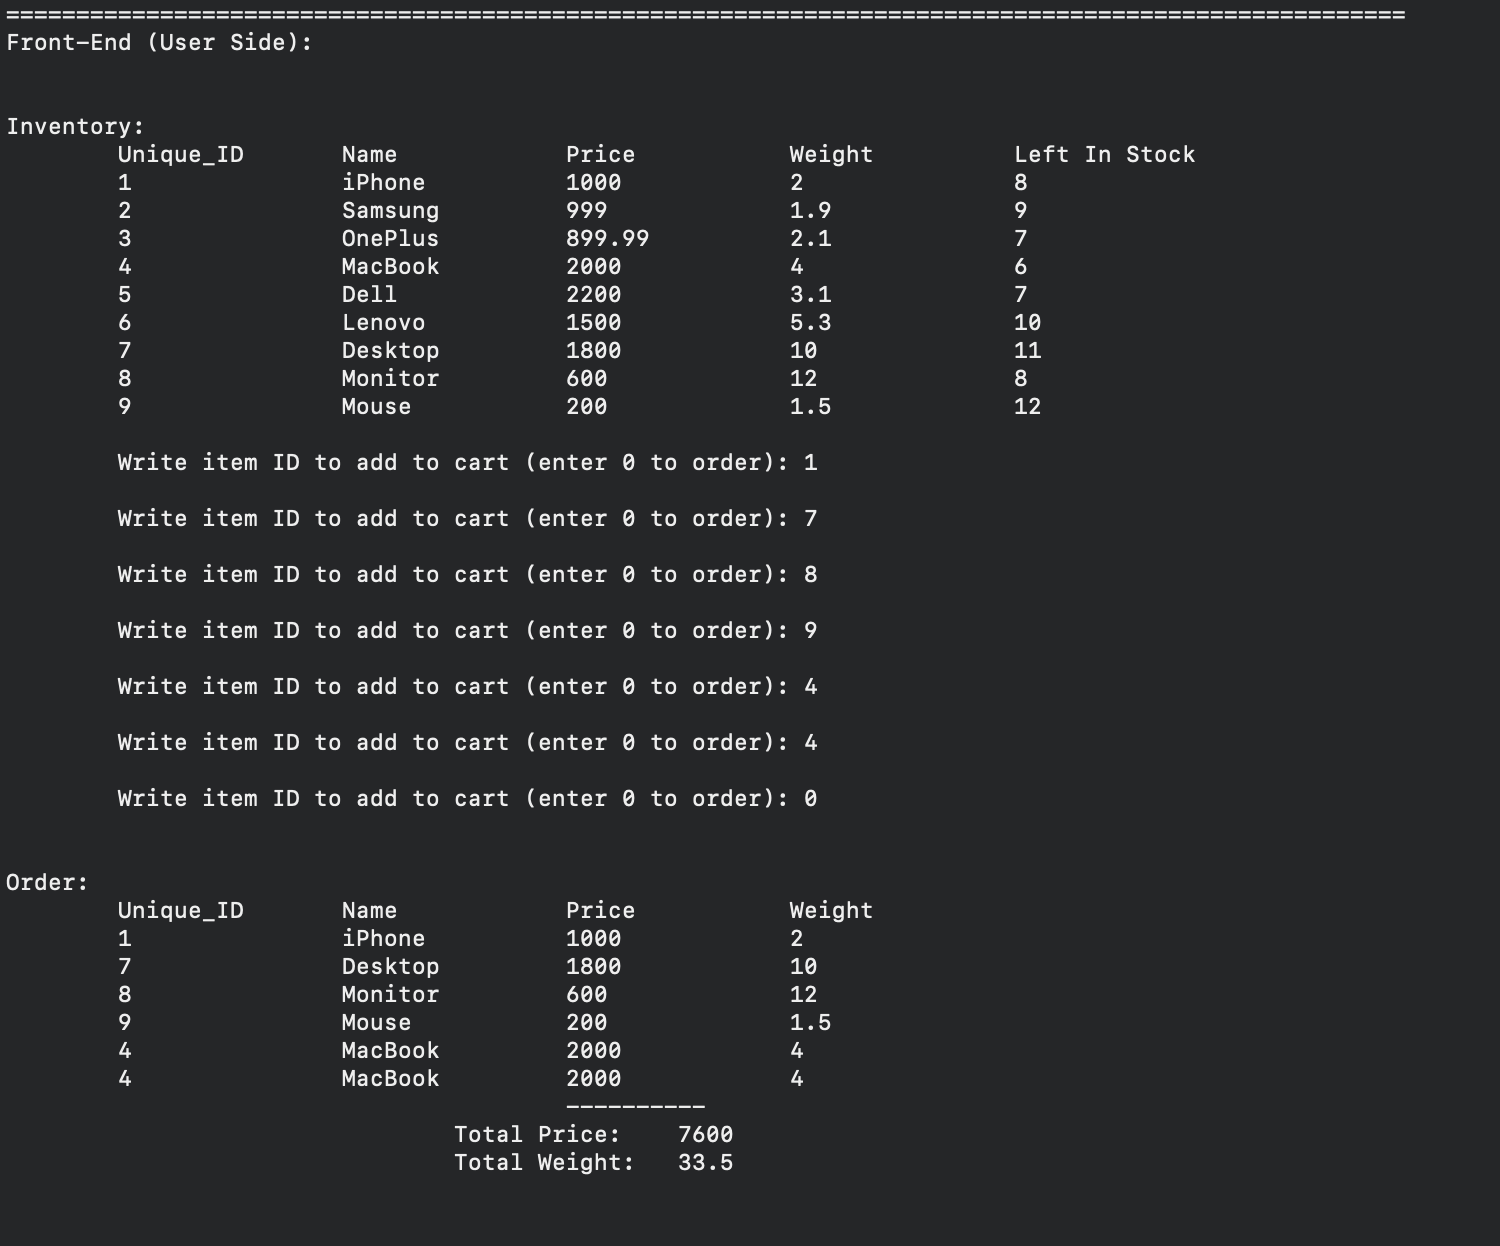 ====================================================================================================
Front-End (User Side):
Inventory:
Unique_ID Name Price Weight Left In Stock
1 iPhone 1000 2 8
2 Samsung 999 1.9 9
3 OnePlus 899.99 2.1 7
4 MacBook 2000 4 6
5 Dell 2200 3.1 7
6 Lenovo 1500 5.3 10
7 Desktop 1800 10 11
8 Monitor 600 12 8
9 Mouse 200 1.5 12
Write item ID to add to cart (enter 0 to order): 1
Write item ID to add to cart (enter 0 to order): 7
Write item ID to add to cart (enter 0 to order): 8
Write item ID to add to cart (enter 0 to order): 9
Write item ID to add to cart (enter 0 to order): 4
Write item ID to add to cart (enter 0 to order): 4
Write item ID to add to cart (enter 0 to order): 0
Order:
Unique_ID Name Price Weight
1 iPhone 1000 2
7 Desktop 1800 10
8 Monitor 600 12
9 Mouse 200 1.5
4 MacBook 2000 4
4 MacBook 2000 4
----------
Total Price: 7600
Total Weight: 33.5